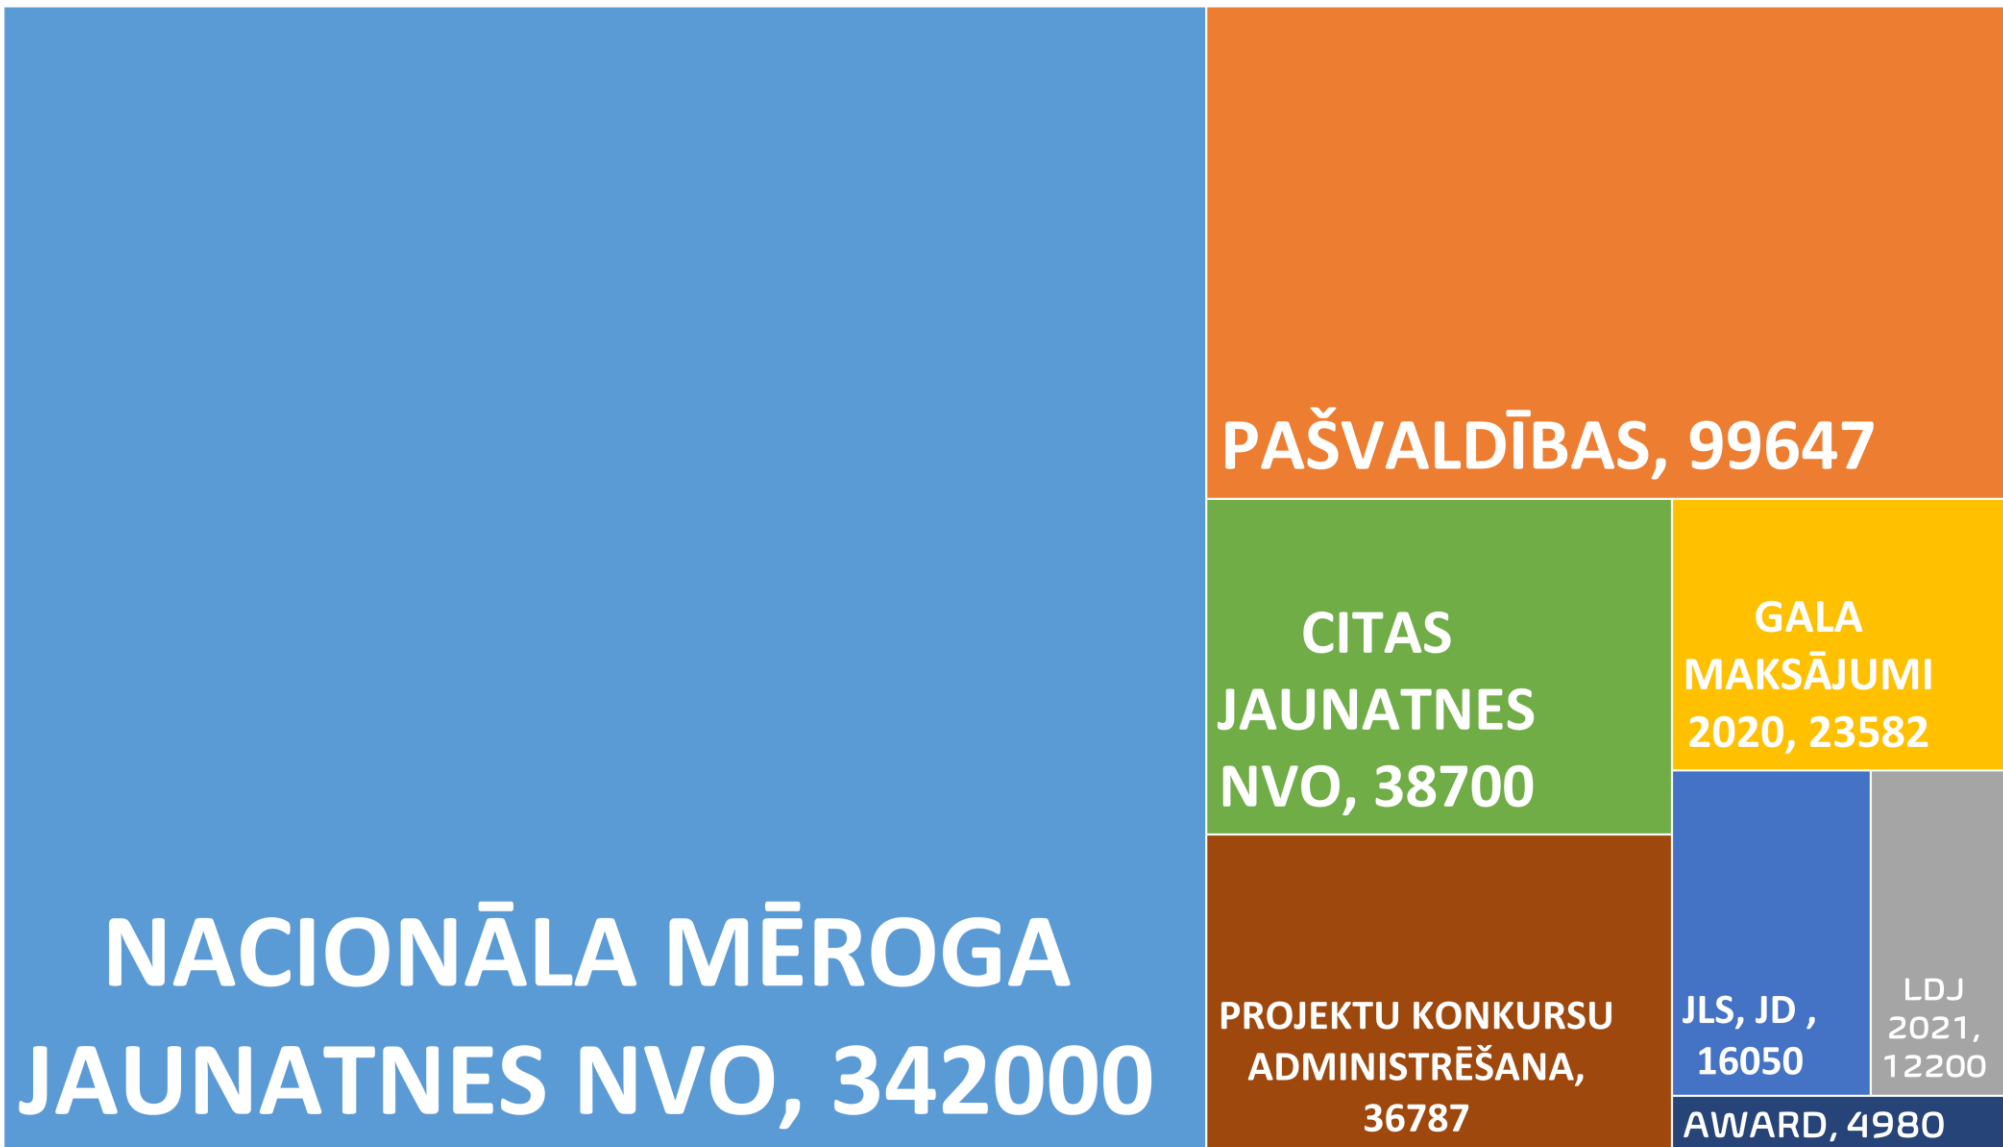 NACIONĀLA MĒROGA
JAUNATNES NVO, 342000
PAŠVALDĪBAS, 99647
CITAS
JAUNATNES
NVO, 38700
GALA
MAKSĀJUMI
2020, 23582
PROJEKTU KONKURSU
ADMINISTRĒŠANA,
36787
JLS, JD ,
16050
LDJ
2021,
12200
AWARD, 4980